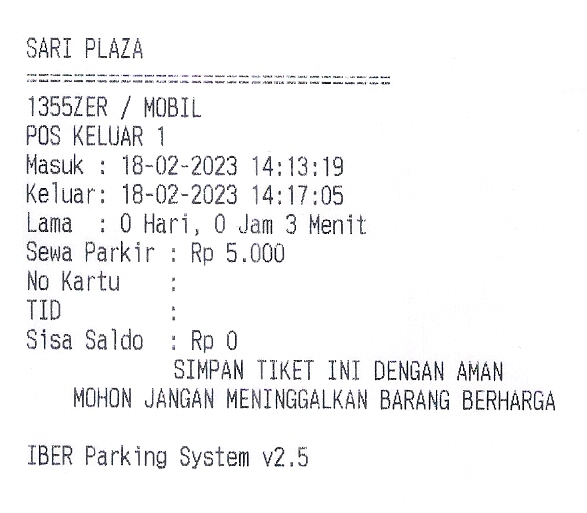 SARI PLAZA
1355ZER / MOBIL
POS KELUAR 1
Masuk : 18-02-2023 14:13:19
Keluar: 18-02-2023 14:17:05
Lama : 0 Hari, 0 Jam 3 Menit
Sewa Parkir : Rp 5.000
No Kartu :
TID :
Sisa Saldo : Rp 0
SIMPAN TIKET INI DENGAN AMAN
MOHON JANGAN MENINGGALKAN BARANG BERHARGA
IBER Parking System v2.5